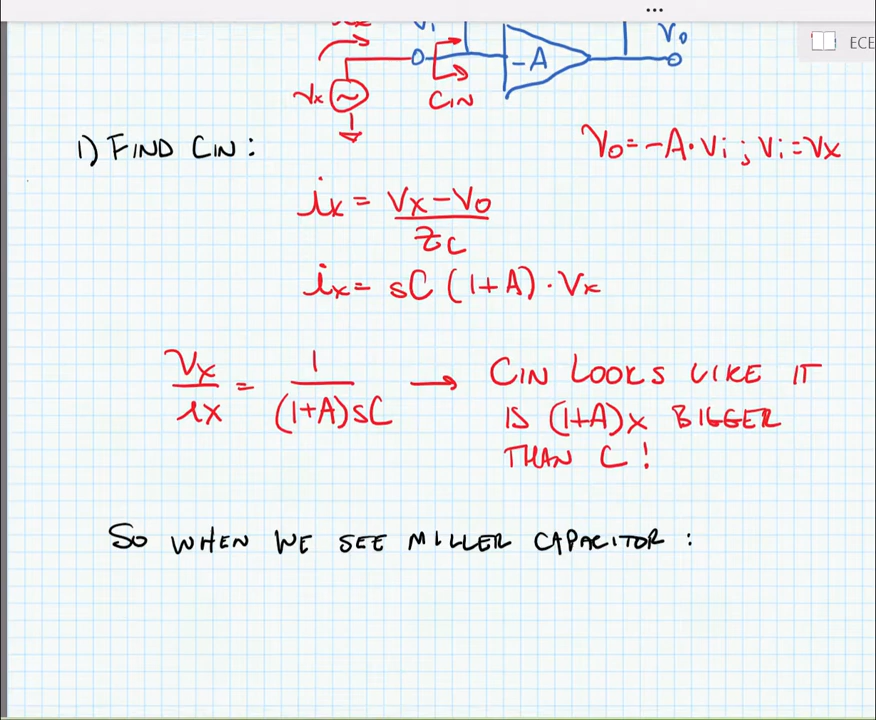 Vi
Vo
-A
Vx
CIN
ECE
1) FIND CIN:
Vo = -A·Vi ; Vi = Vx
ix = Vx - Vo / Zc
ix = sC (1+A) · Vx
Vx / ix = 1 / (1+A)sC → CIN LOOKS LIKE IT
IS (1+A)x BIGGER
THAN C!
SO WHEN WE SEE MILLER CAPACITOR: